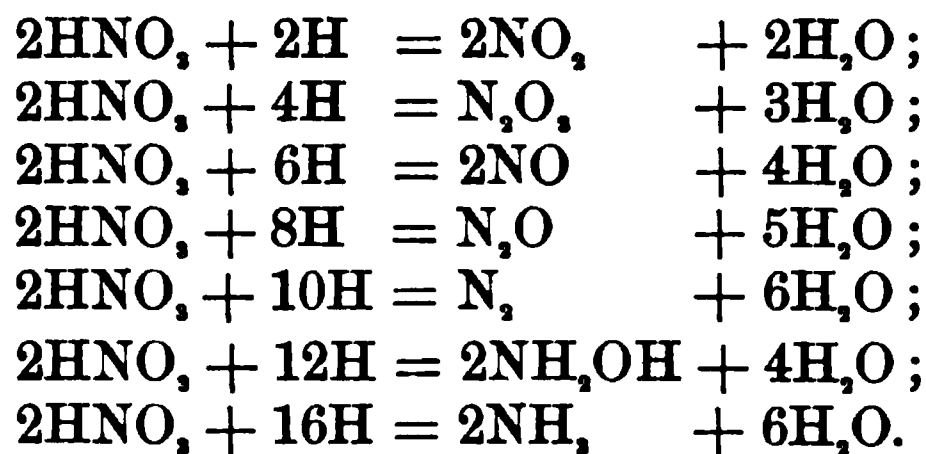 2HNO₃ + 2H = 2NO₂ + 2H₂O;
2HNO₃ + 4H = N₂O₃ + 3H₂O;
2HNO₃ + 6H = 2NO + 4H₂O;
2HNO₃ + 8H = N₂O + 5H₂O;
2HNO₃ + 10H = N₂ + 6H₂O;
2HNO₃ + 12H = 2NH₂OH + 4H₂O;
2HNO₃ + 16H = 2NH₃ + 6H₂O.